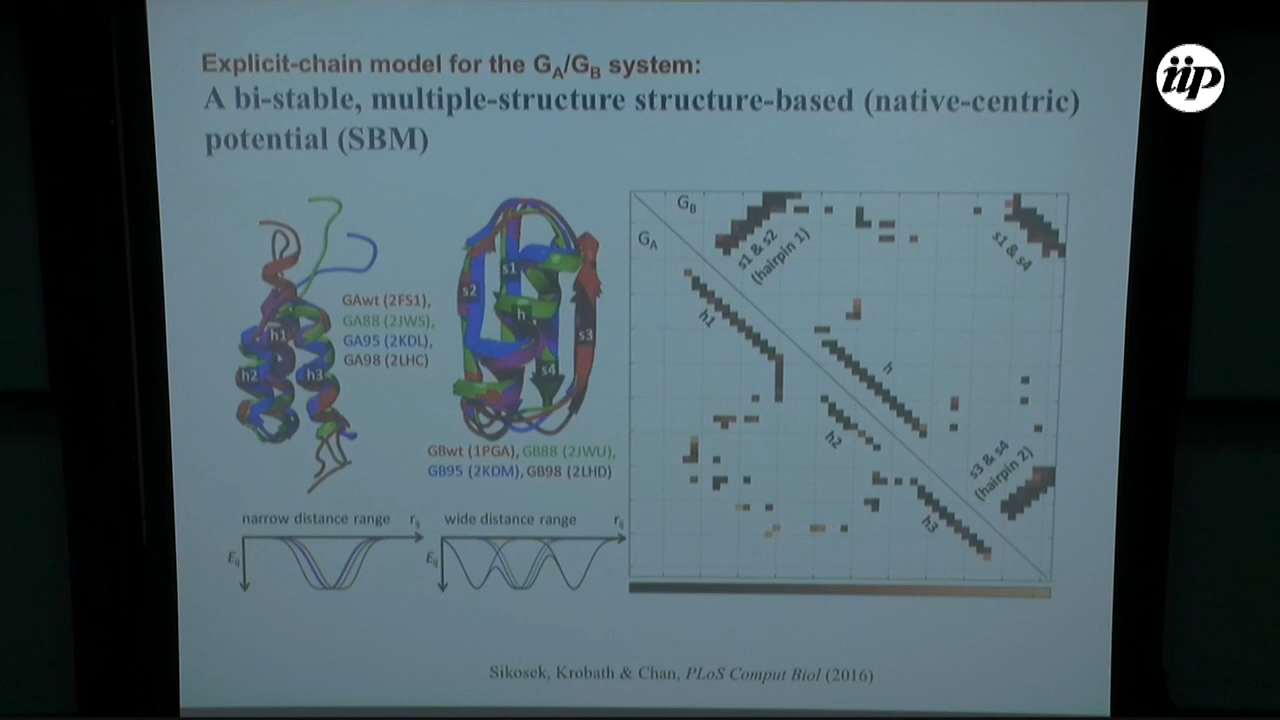 Explicit-chain model for the GA/GB system:
A bi-stable, multiple-structure structure-based (native-centric)
potential (SBM)
iip
GAwt (2FS1),
GA88 (2JWS),
GA95 (2KDL),
GA98 (2LHC)
h1
h2
h3
s1
s2
h
s3
s4
GBwt (1PGA), GB88 (2JWU),
GB95 (2KDM), GB98 (2LHD)
narrow distance range
rij
Eij
wide distance range
rij
Eij
GB
GA
s1 & s2
(hairpin 1)
s1 & s4
h1
h
h2
s3 & s4
(hairpin 2)
h3
Sikosek, Krobath & Chan, PLoS Comput Biol (2016)